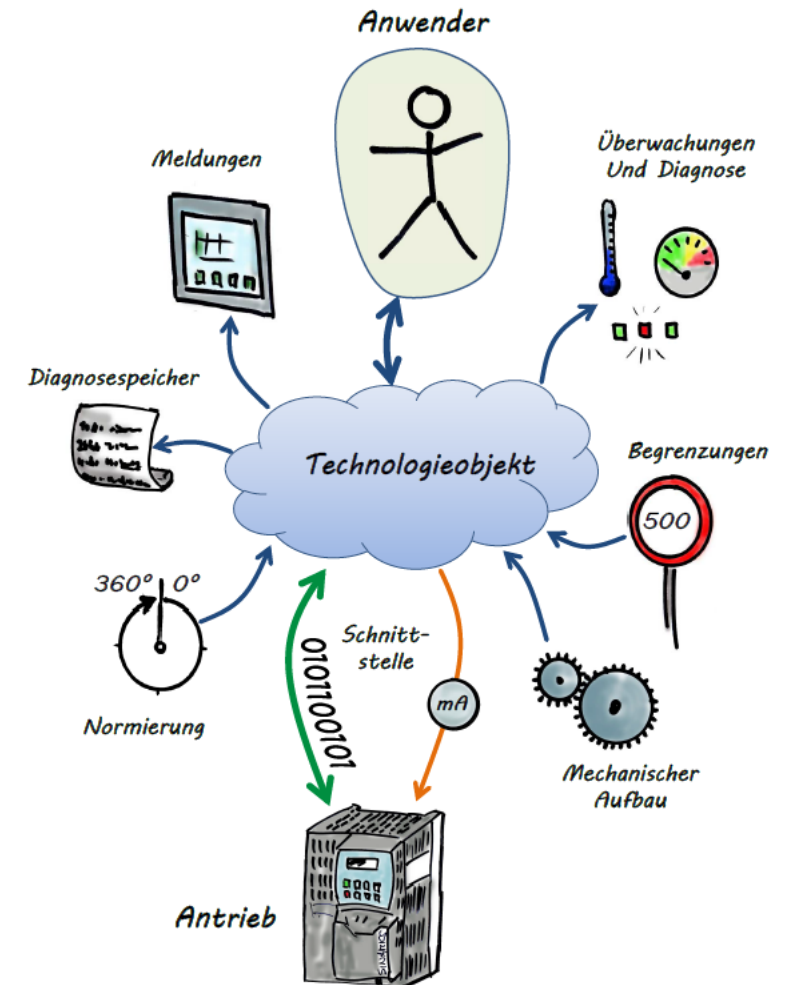 Anwender
Meldungen
Überwachungen
Und Diagnose
Diagnosespeicher
Technologieobjekt
Begrenzungen
500
360° 0°
Normierung
Schnitt-
stelle
0101100101
mA
Mechanischer
Aufbau
Antrieb